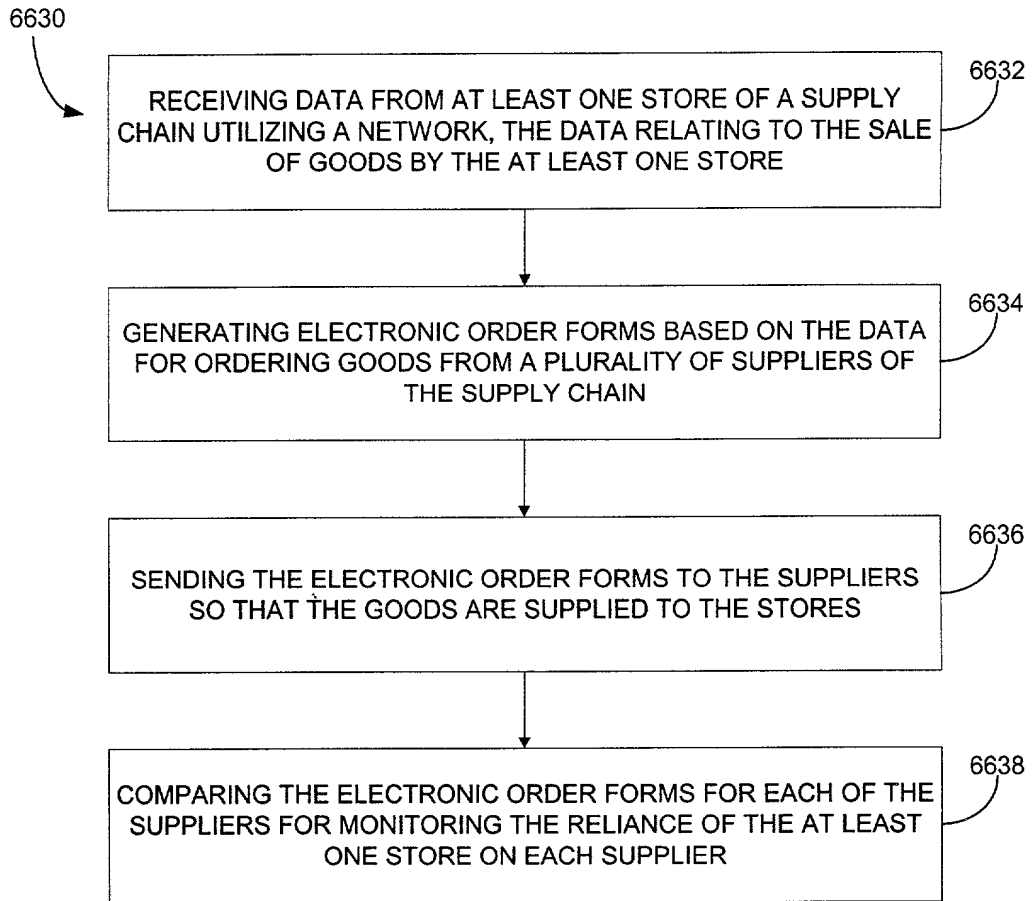 6630
6632
RECEIVING DATA FROM AT LEAST ONE STORE OF A SUPPLY
CHAIN UTILIZING A NETWORK, THE DATA RELATING TO THE SALE
OF GOODS BY THE AT LEAST ONE STORE
6634
GENERATING ELECTRONIC ORDER FORMS BASED ON THE DATA
FOR ORDERING GOODS FROM A PLURALITY OF SUPPLIERS OF
THE SUPPLY CHAIN
6636
SENDING THE ELECTRONIC ORDER FORMS TO THE SUPPLIERS
SO THAT THE GOODS ARE SUPPLIED TO THE STORES
6638
COMPARING THE ELECTRONIC ORDER FORMS FOR EACH OF THE
SUPPLIERS FOR MONITORING THE RELIANCE OF THE AT LEAST
ONE STORE ON EACH SUPPLIER